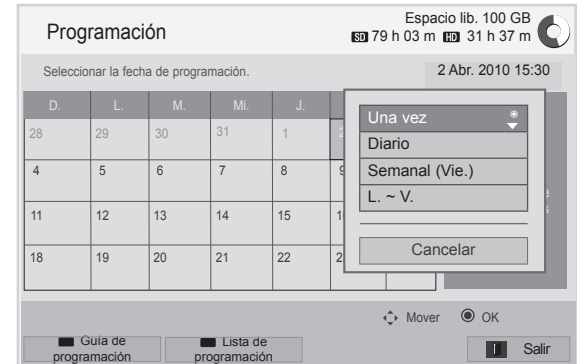 Programación
Espacio lib. 100 GB
SD 79 h 03 m HD 31 h 37 m
Seleccionar la fecha de programación.
2 Abr. 2010 15:30
D. L. M. Mi. J.
28 29 30 31 1 2
4 5 6 7 8 9
11 12 13 14 15
18 19 20 21 22
Una vez
Diario
Semanal (Vie.)
L. ~ V.
Cancelar
Mover OK
Guía de programación
Lista de programación
Salir